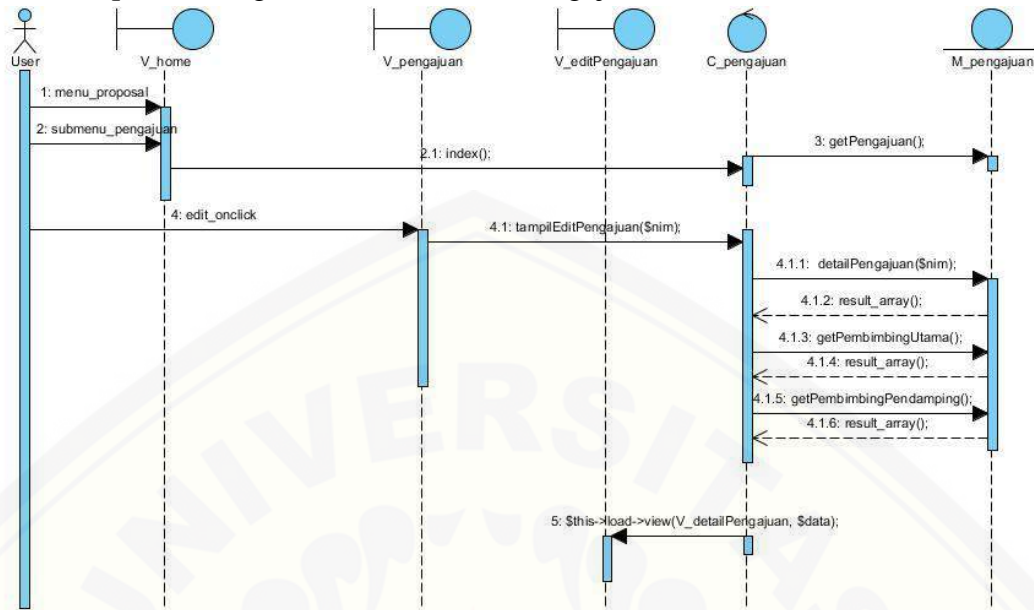 User
V_home
V_pengajuan
V_editPengajuan
C_pengajuan
M_pengajuan
1: menu_proposal
2: submenu_pengajuan
2.1: index();
3: getPengajuan();
4: edit_onclick
4.1: tampilEditPengajuan($nim);
4.1.1: detailPengajuan($nim);
4.1.2: result_array();
4.1.3: getPembimbingUtama();
4.1.4: result_array();
4.1.5: getPembimbingPendamping();
4.1.6: result_array();
5: $this->load->view(V_detailPengajuan, $data);
UNIVERSITA